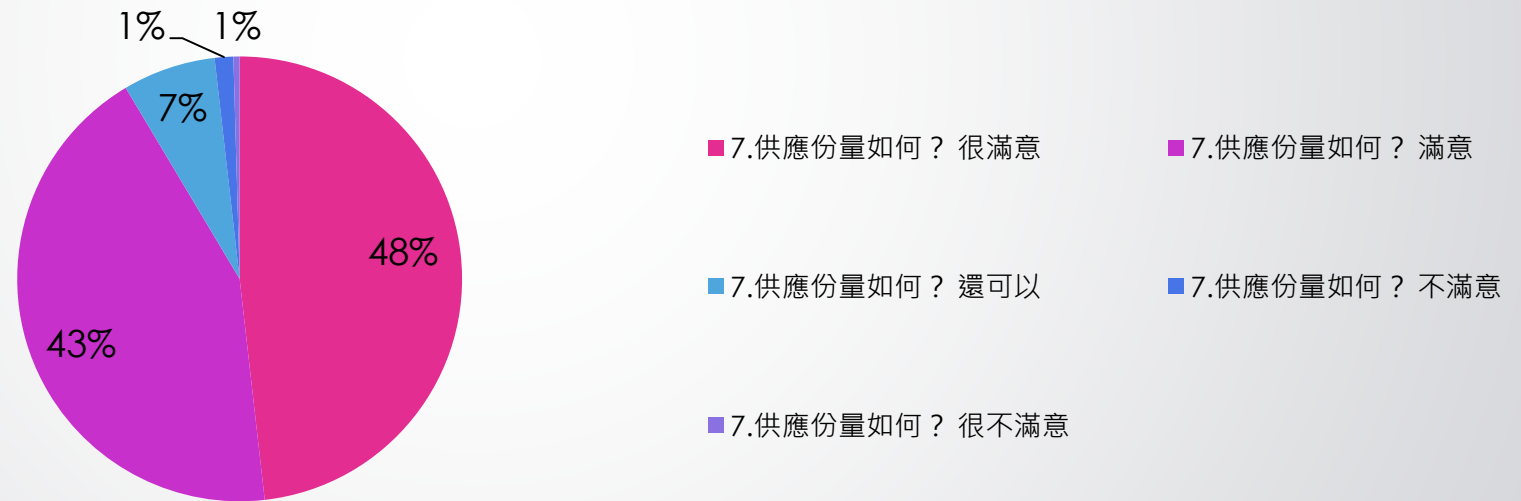 1%
1%
7%
48%
43%
7.供應份量如何？ 很滿意
7.供應份量如何？ 滿意
7.供應份量如何？ 還可以
7.供應份量如何？ 不滿意
7.供應份量如何？ 很不滿意